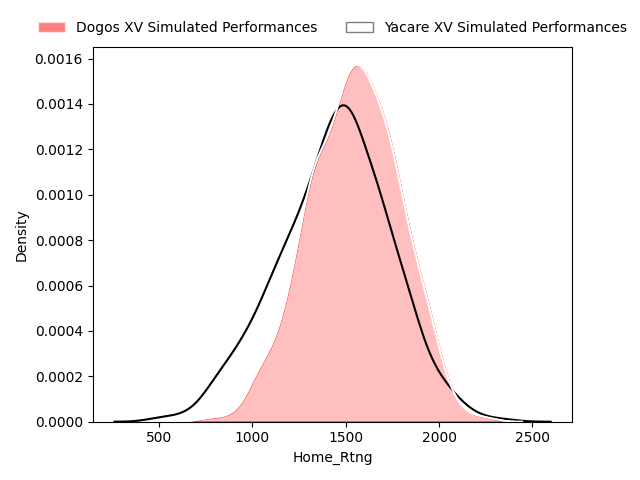 Dogos XV Simulated Performances Yacare XV Simulated Performances
0.0016
0.0014
0.0012
0.0010
0.0008
0.0006
0.0004
0.0002
0.0000
Density
500 1000 1500 2000 2500
Home_Rtng